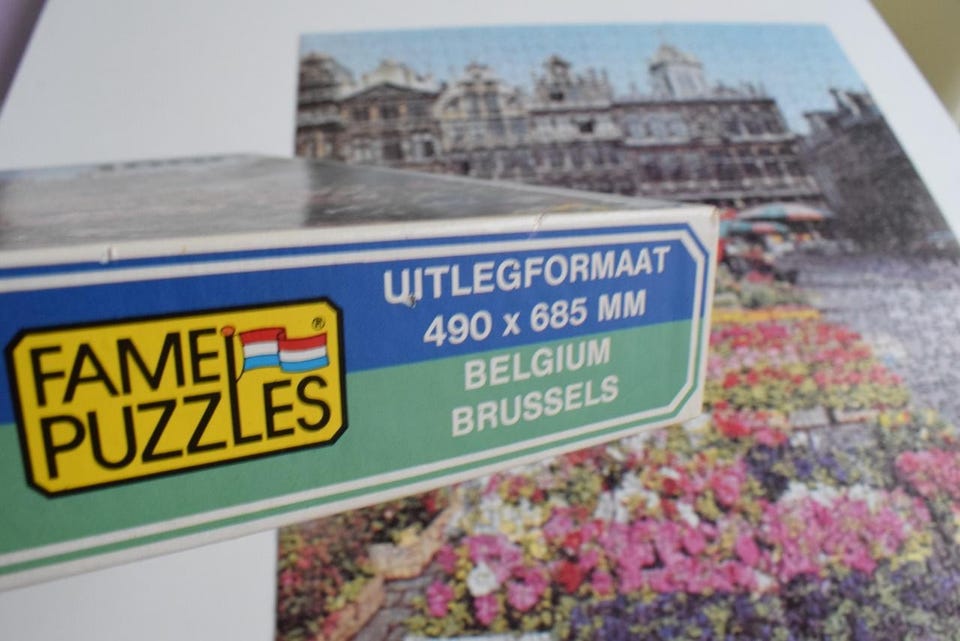 FAME
PUZZLES
®
UITLEGFORMAAT
490 x 685 MM
BELGIUM
BRUSSELS